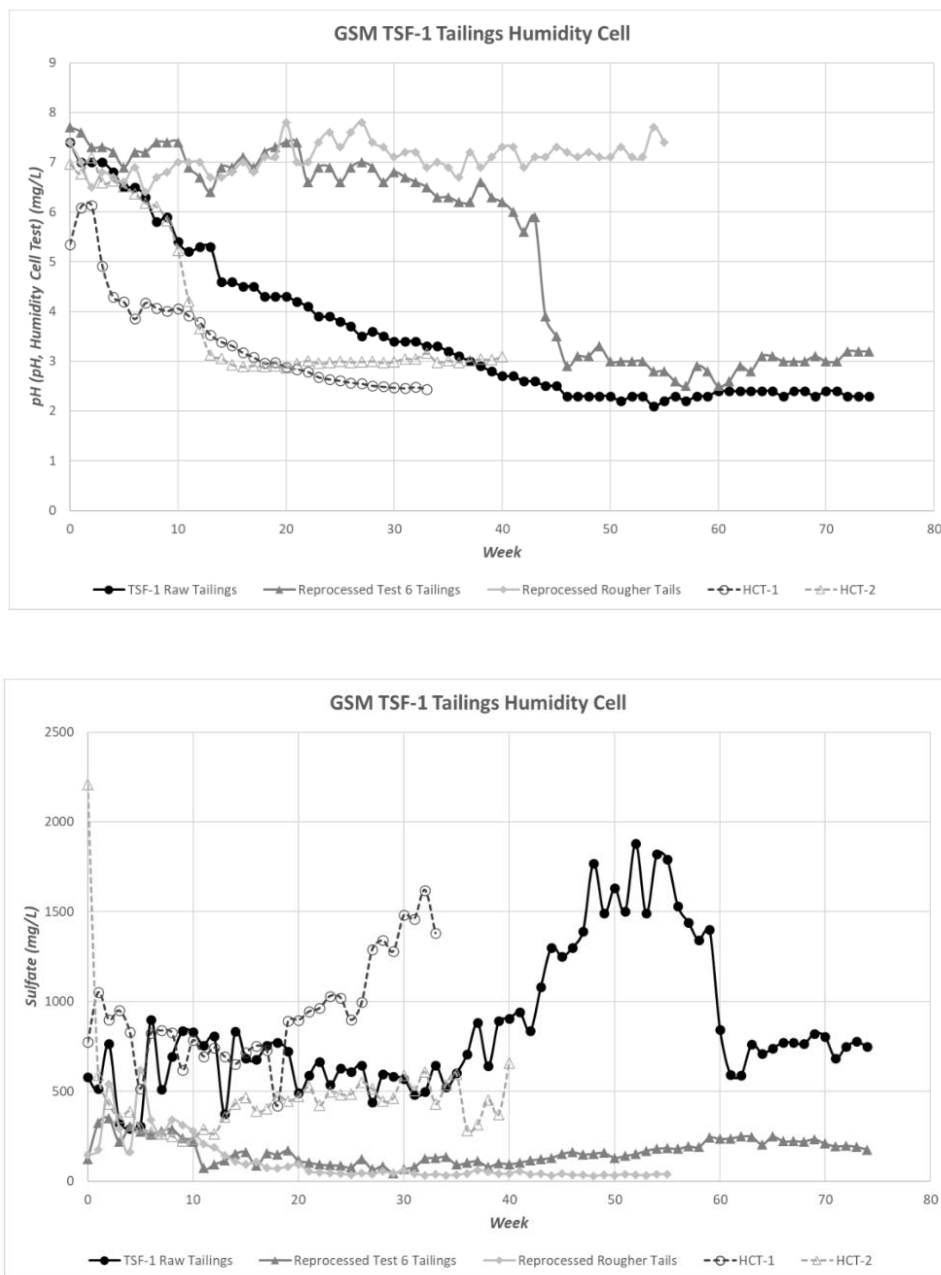 GSM TSF-1 Tailings Humidity Cell
pH (pH, Humidity Cell Test) (mg/L)
9
8
7
6
5
4
3
2
1
0
0 10 20 30 40 50 60 70 80
Week
TSF-1 Raw Tailings Reprocessed Test 6 Tailings Reprocessed Rougher Tails HCT-1 HCT-2
GSM TSF-1 Tailings Humidity Cell
Sulfate (mg/L)
2500
2000
1500
1000
500
0
0 10 20 30 40 50 60 70 80
Week
TSF-1 Raw Tailings Reprocessed Test 6 Tailings Reprocessed Rougher Tails HCT-1 HCT-2